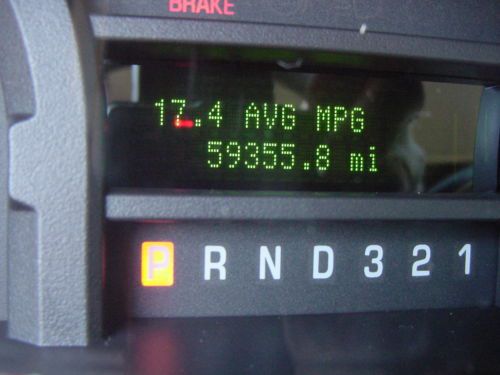 BRAKE
17.4 AVG MPG
59355.8 mi
P R N D 3 2 1